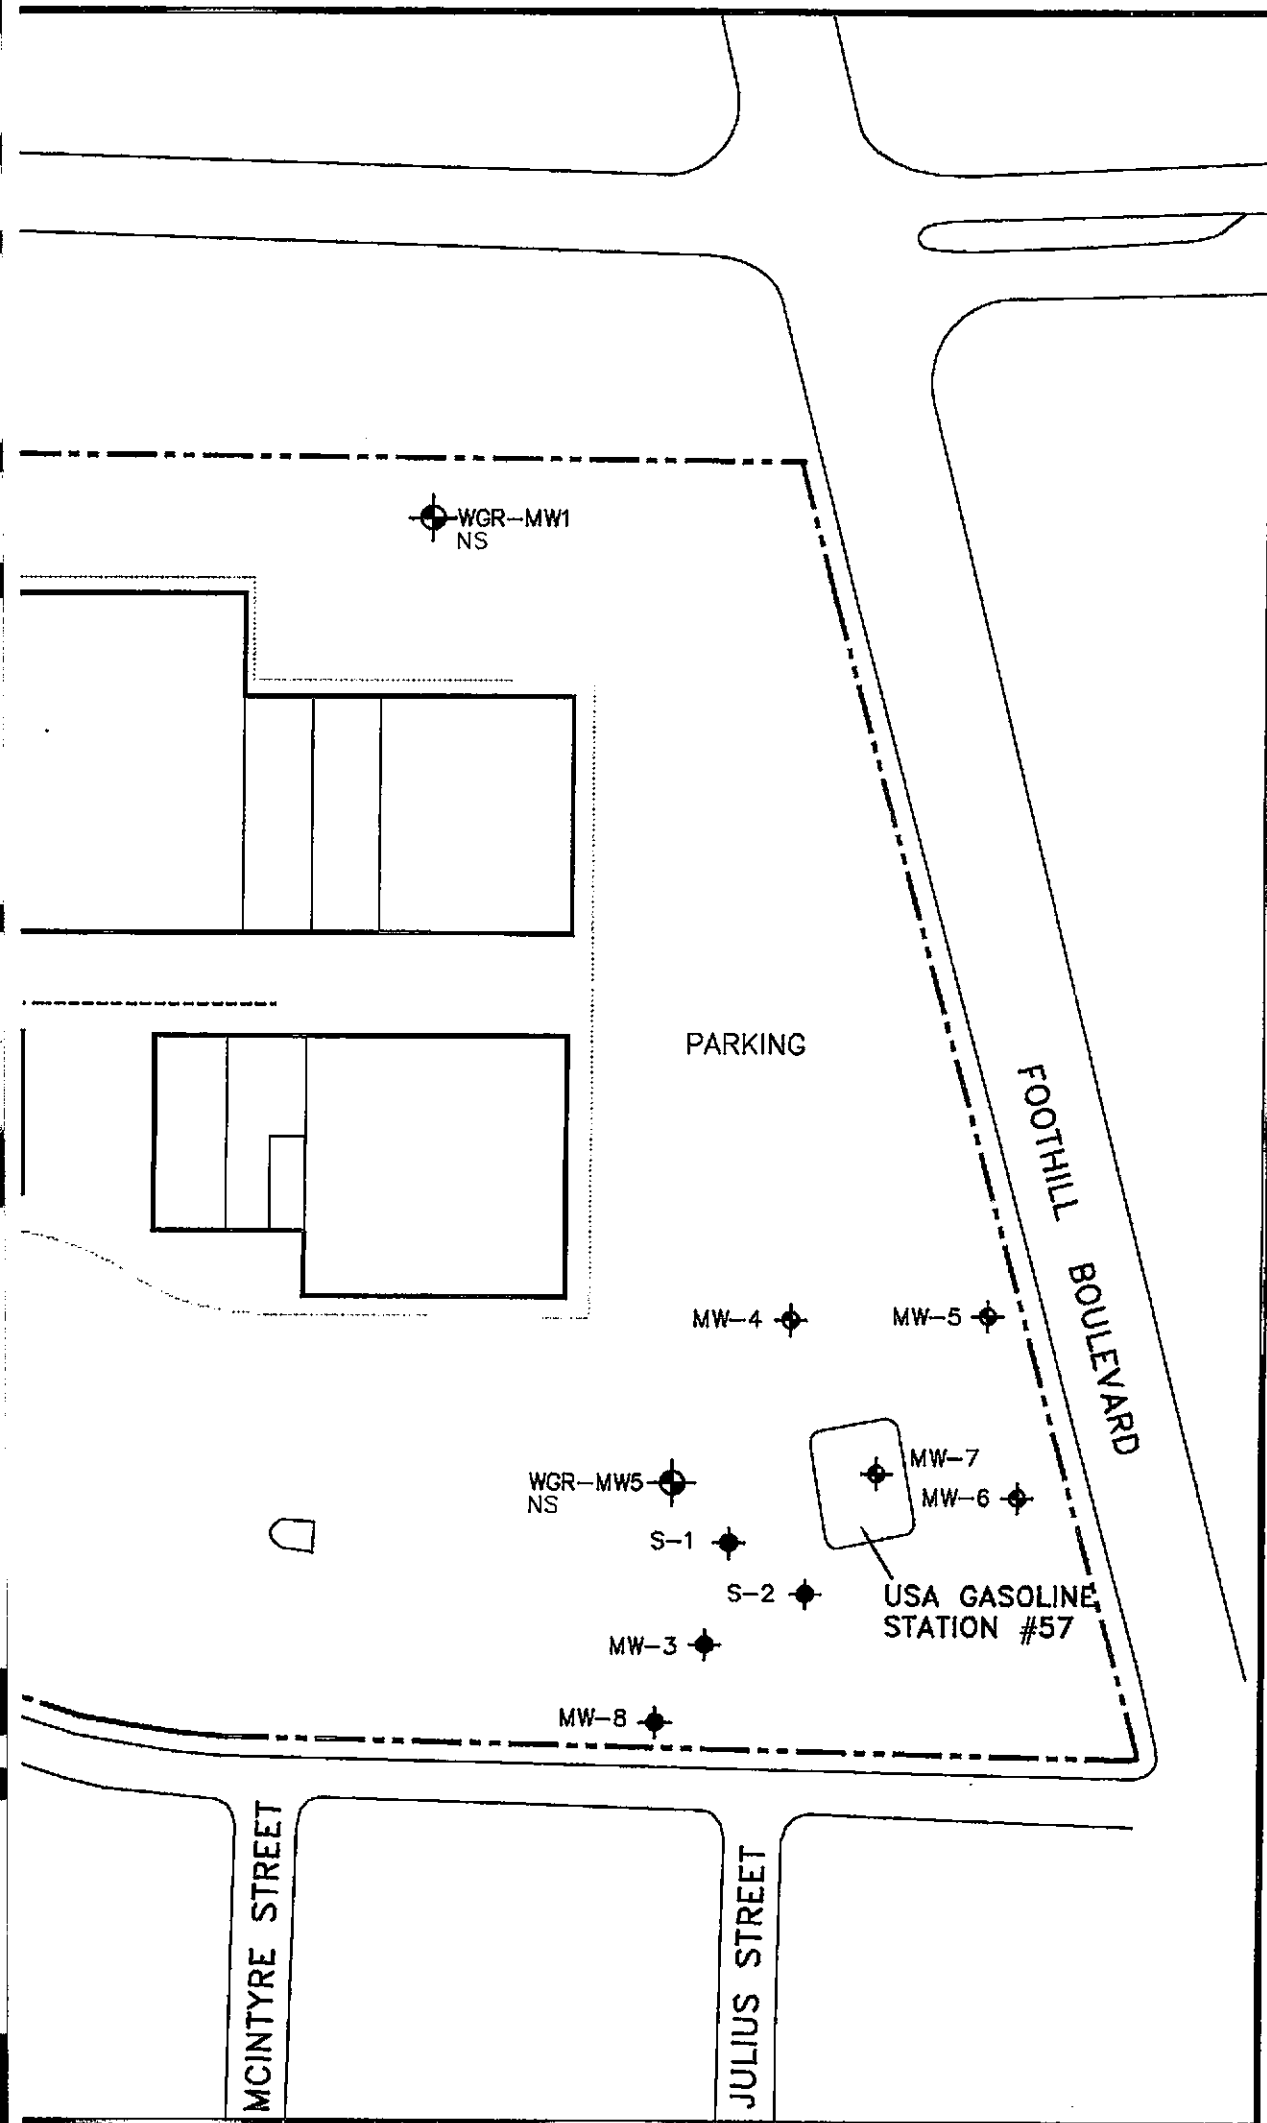 WGR-MW1
NS
PARKING
FOOTHILL BOULEVARD
MW-4
MW-5
MW-7
WGR-MW5
NS
MW-6
S-1
S-2
USA GASOLINE
STATION #57
MW-3
MW-8
MCINTYRE STREET
JULIUS STREET